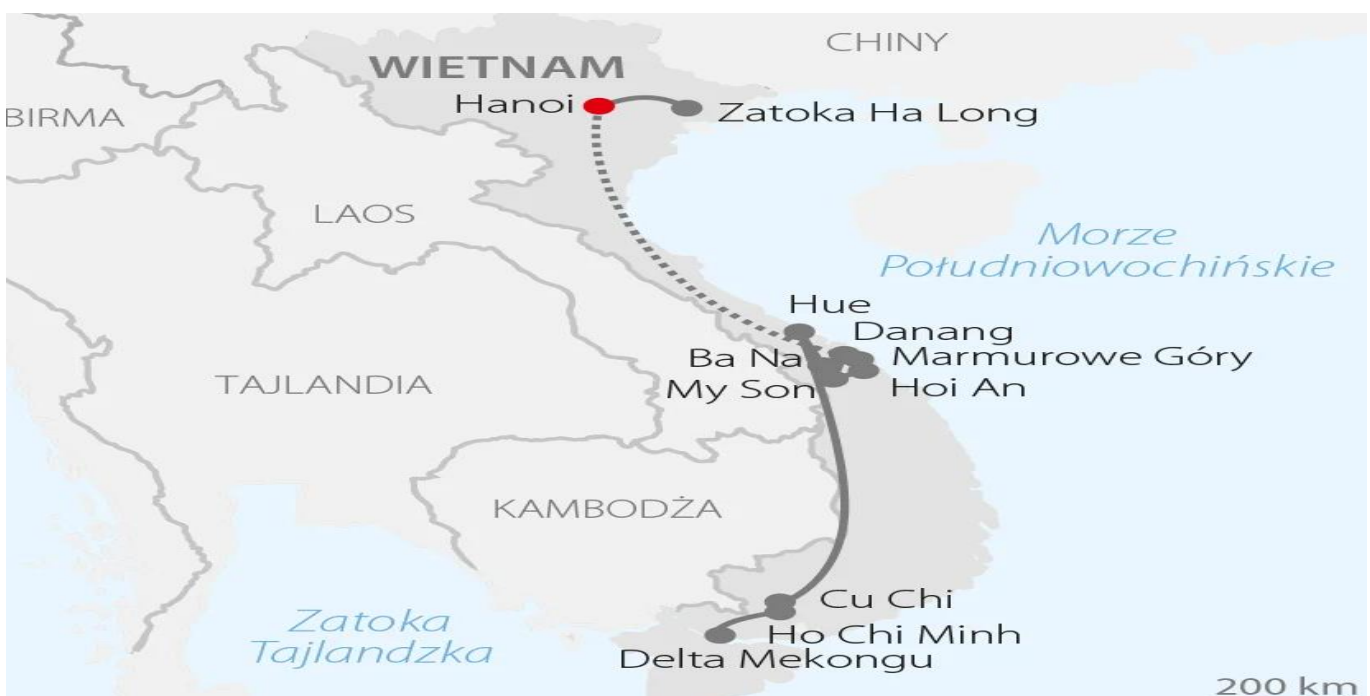 CHINY
WIETNAM
Hanoi
Zatoka Ha Long
BIRMA
LAOS
Morze
Południowochińskie
Hue
Danang
Ba Na
Marmurowe Góry
TAJLANDIA
My Son
Hoi An
KAMBODŻA
Cu Chi
Zatoka
Tajlandzka
Ho Chi Minh
Delta Mekongu
200 km